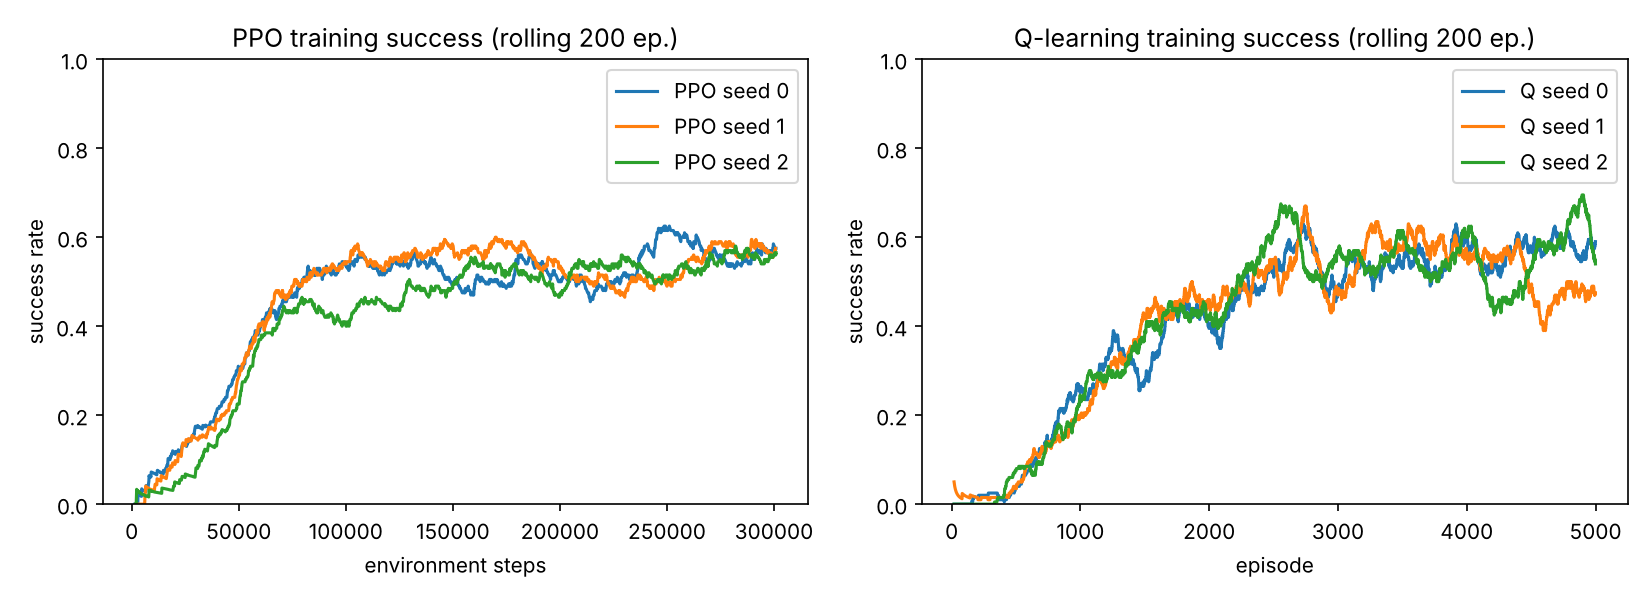 PPO training success (rolling 200 ep.)
1.0
0.8
0.6
0.4
0.2
0.0
success rate
0
50000
100000
150000
200000
250000
300000
environment steps
PPO seed 0
PPO seed 1
PPO seed 2
Q-learning training success (rolling 200 ep.)
1.0
0.8
0.6
0.4
0.2
0.0
success rate
0
1000
2000
3000
4000
5000
episode
Q seed 0
Q seed 1
Q seed 2